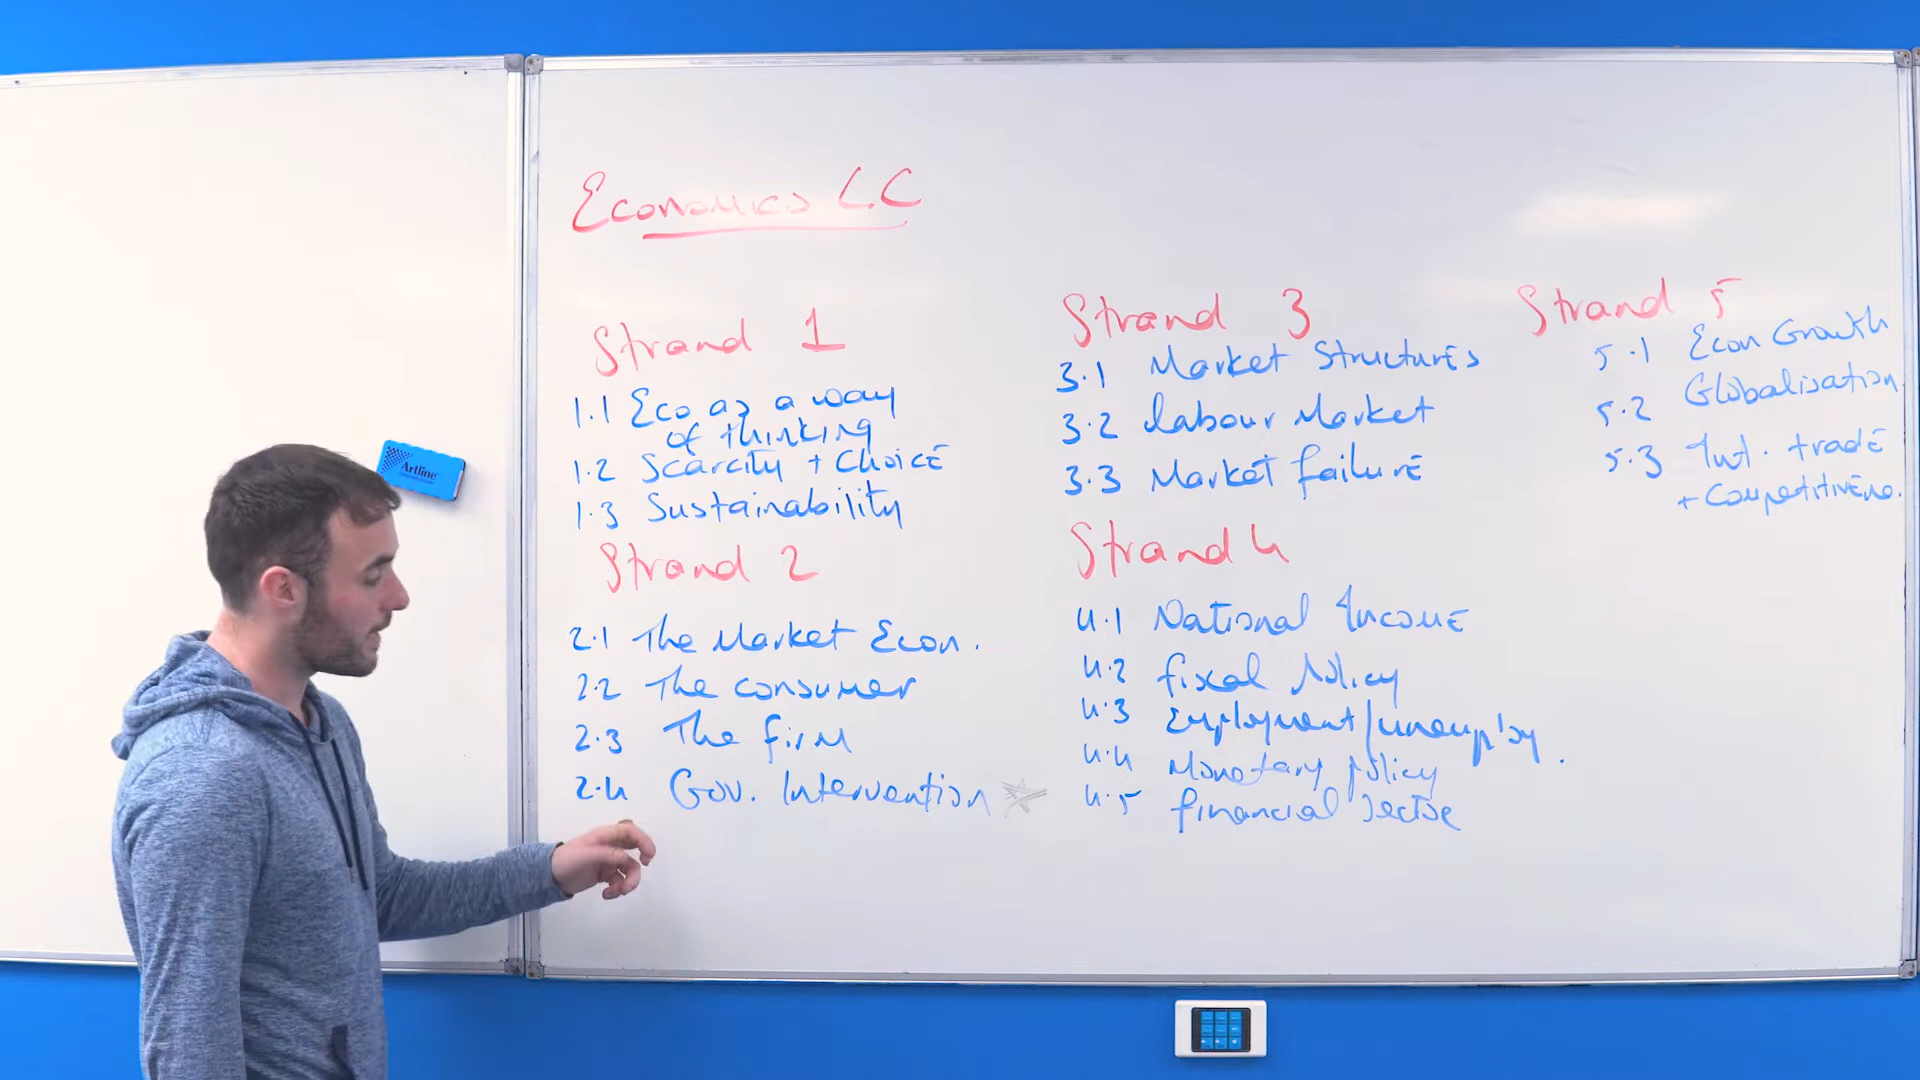 Economics LC
Strand 1
1.1 Eco as a way
of thinking
1.2 Scarcity + Choice
1.3 Sustainability
Strand 2
2.1 The Market Econ.
2.2 The consumer
2.3 The firm
2.4 Gov. Intervention
Strand 3
3.1 Market Structures
3.2 Labour Market
3.3 Market failure
Strand 4
4.1 National Income
4.2 fiscal Policy
4.3 Employment/unemp'by.
4.4 Monetary Policy
4.5 financial Sector
Strand 5
5.1 Econ Growth
5.2 Globalisation
5.3 Int. trade
+ Competitiveness.
Artline